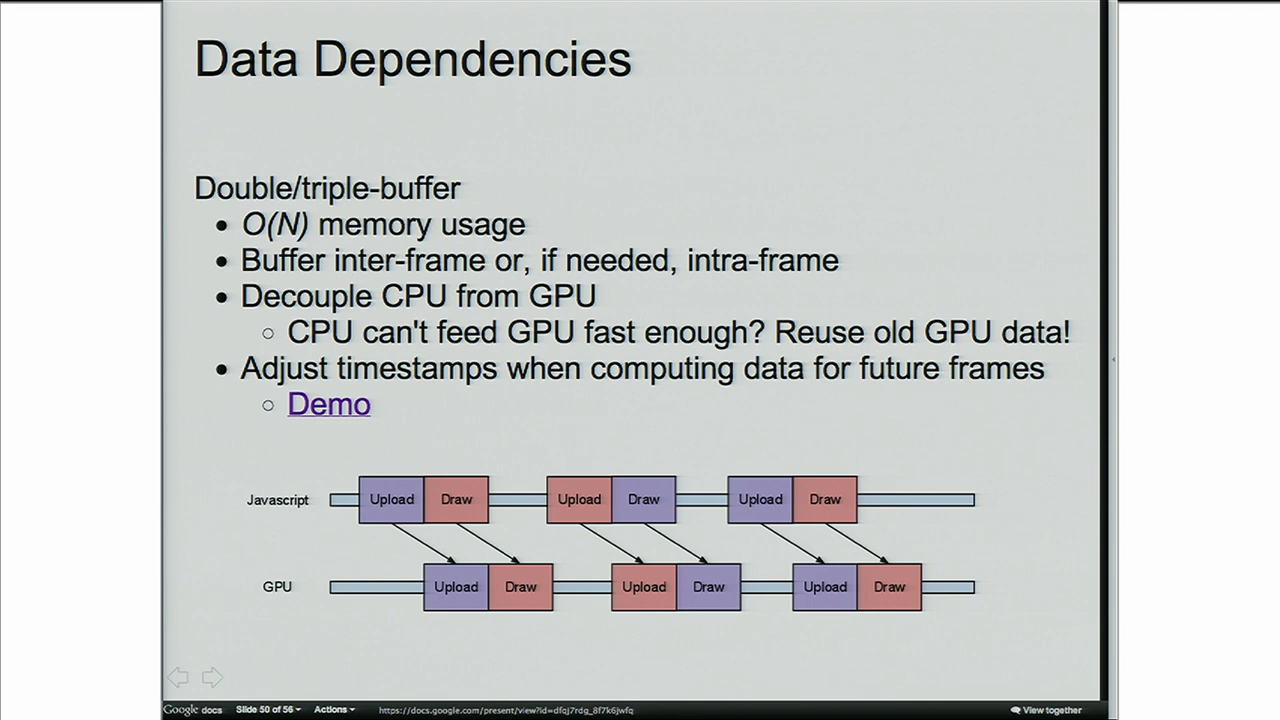 Data Dependencies
Double/triple-buffer
• O(N) memory usage
• Buffer inter-frame or, if needed, intra-frame
• Decouple CPU from GPU
○ CPU can't feed GPU fast enough? Reuse old GPU data!
• Adjust timestamps when computing data for future frames
○ Demo
Javascript Upload Draw Upload Draw Upload Draw
GPU Upload Draw Upload Draw Upload Draw
Google docs Slide 50 of 56 Actions https://docs.google.com/present/view?id=dfqj7rdg_8f7k6jwfq View together